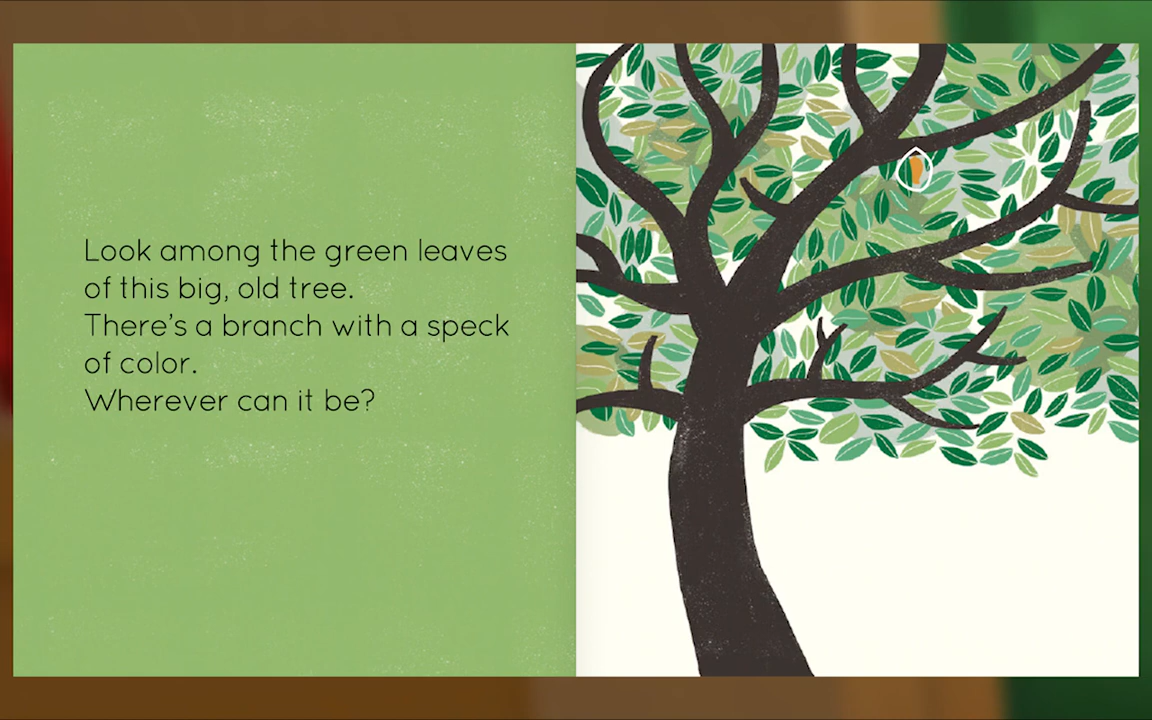 Look among the green leaves
of this big, old tree.
There's a branch with a speck
of color.
Wherever can it be?